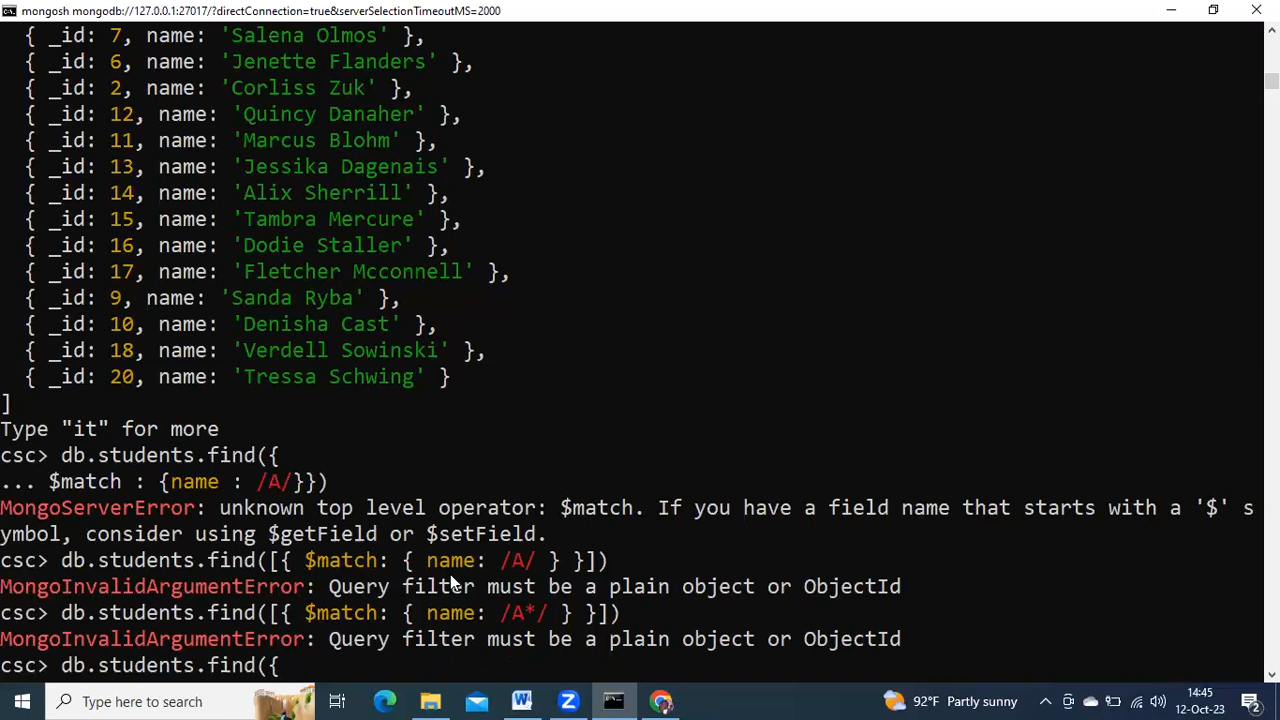 mongosh mongodb://127.0.0.1:27017/?directConnection=true&serverSelectionTimeoutMS=2000
{ _id: 7, name: 'Salena Olmos' },
{ _id: 6, name: 'Jenette Flanders' },
{ _id: 2, name: 'Corliss Zuk' },
{ _id: 12, name: 'Quincy Danaher' },
{ _id: 11, name: 'Marcus Blohm' },
{ _id: 13, name: 'Jessika Dagenais' },
{ _id: 14, name: 'Alix Sherrill' },
{ _id: 15, name: 'Tambra Mercure' },
{ _id: 16, name: 'Dodie Staller' },
{ _id: 17, name: 'Fletcher Mcconnell' },
{ _id: 9, name: 'Sanda Ryba' },
{ _id: 10, name: 'Denisha Cast' },
{ _id: 18, name: 'Verdell Sowinski' },
{ _id: 20, name: 'Tressa Schwing' }
]
Type "it" for more
csc> db.students.find({
... $match : {name : /A/}})
MongoServerError: unknown top level operator: $match. If you have a field name that starts with a '$' s
ymbol, consider using $getField or $setField.
csc> db.students.find([{ $match: { name: /A/ } }])
MongoInvalidArgumentError: Query filter must be a plain object or ObjectId
csc> db.students.find([{ $match: { name: /A*/ } }])
MongoInvalidArgumentError: Query filter must be a plain object or ObjectId
csc> db.students.find({
Type here to search
92°F Partly sunny
14:45
12-Oct-23
2